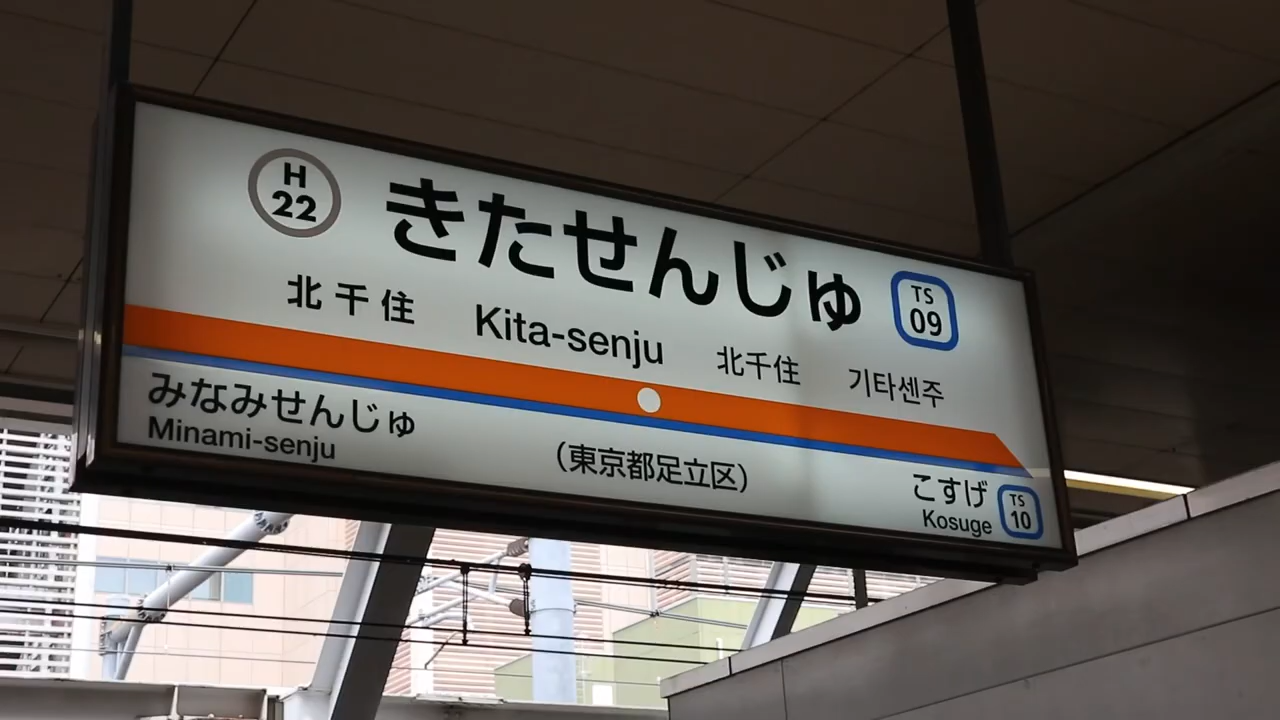 H
22
きたせんじゅ
TS
09
北千住 Kita-senju 北千住 기타센주
みなみせんじゅ
Minami-senju
(東京都足立区)
こすげ
Kosuge
TS
10